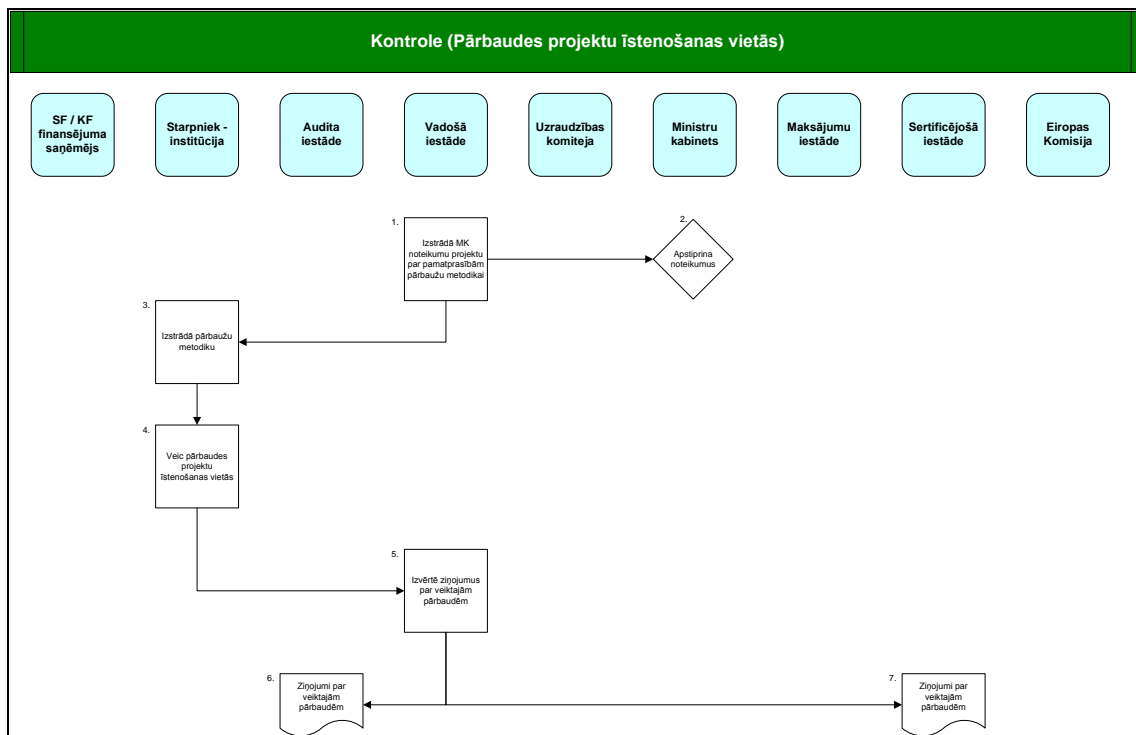 Kontrole (Pārbaudes projektu īstenošanas vietās)
SF / KF
finansējuma
saņēmējs
Starpniek -
institūcija
Audita
iestāde
Vadošā
iestāde
Uzraudzības
komiteja
Ministru
kabinets
Maksājumu
iestāde
Sertificējošā
iestāde
Eiropas
Komisija
1.
Izstrādā MK
noteikumu projektu
par pamatprasībām
pārbaužu metodikai
2.
Apstiprina
noteikumus
3.
Izstrādā pārbaužu
metodiku
4.
Veic pārbaudes
projektu
īstenošanas vietās
5.
Izvērtē ziņojumus
par veiktajām
pārbaudēm
6.
Ziņojumi par
veiktajām
pārbaudēm
7.
Ziņojumi par
veiktajām
pārbaudēm